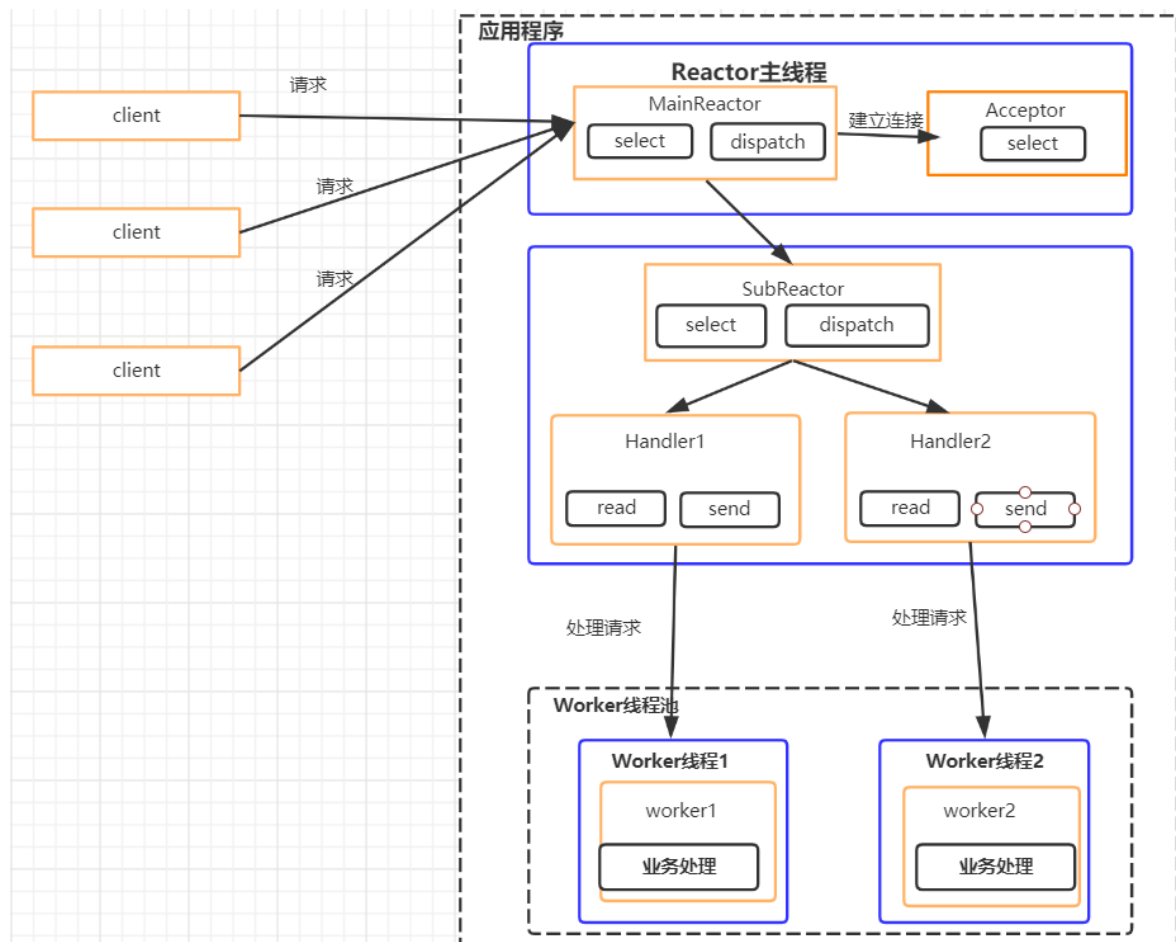 应用程序
Reactor主线程
请求
client
MainReactor
select
dispatch
建立连接
Acceptor
select
请求
client
请求
client
SubReactor
select
dispatch
Handler1
read
send
Handler2
read
send
处理请求
处理请求
Worker线程池
Worker线程1
worker1
业务处理
Worker线程2
worker2
业务处理